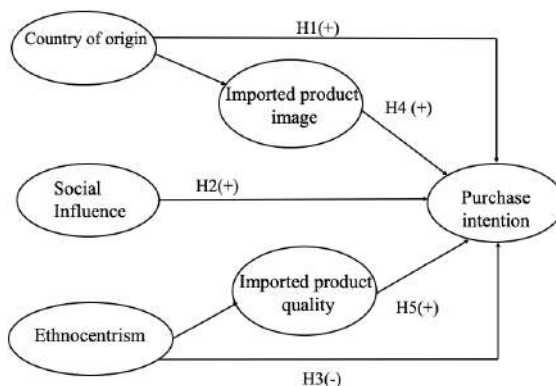 Country of origin
H1(+)
Imported product
image
H4 (+)
Social
Influence
H2(+)
Purchase
intention
Imported product
quality
H5(+)
Ethnocentrism
H3(-)